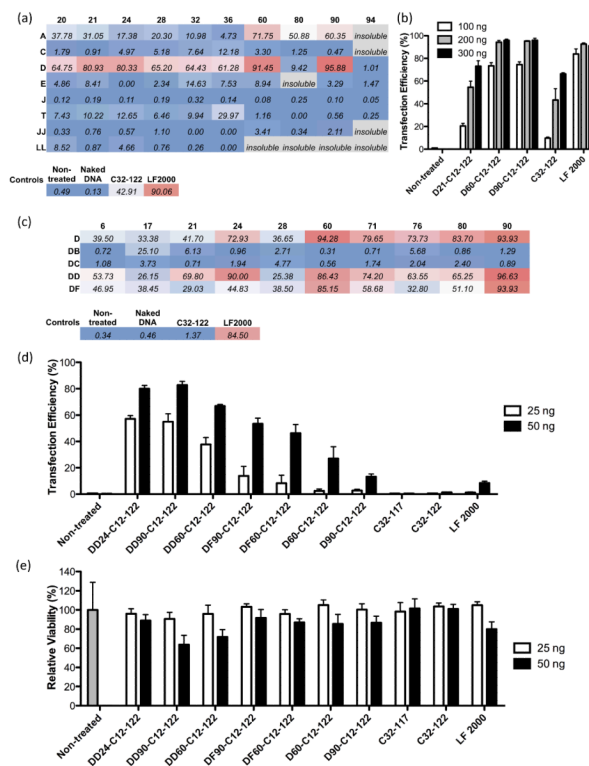 (a)
20 21 24 28 32 36 60 80 90 94
A 37.78 31.05 17.38 20.30 10.98 4.73 71.75 50.88 60.35 insoluble
C 1.79 0.91 4.97 5.18 7.64 12.18 3.30 1.25 0.47 insoluble
D 64.75 80.93 80.33 65.20 64.43 61.28 91.45 9.42 95.88 1.01
E 4.86 8.41 0.00 2.34 14.63 7.53 8.94 insoluble 3.29 1.47
J 0.12 0.19 0.11 0.19 0.32 0.14 0.08 0.25 0.10 0.05
T 7.43 10.22 12.65 6.46 9.94 29.97 1.16 0.00 0.56 0.25
JJ 0.33 0.76 0.57 1.10 0.00 0.00 3.41 0.34 2.11 insoluble
LL 8.52 0.87 4.66 0.76 0.26 0.00 insoluble insoluble insoluble insoluble
Controls Non-treated Naked DNA C32-122 LF2000
0.49 0.13 42.91 90.06
(b)
Transfection Efficiency (%)
100
80
60
40
20
0
100 ng
200 ng
300 ng
Non-treated
D21-C12-122
D60-C12-122
D90-C12-122
C32-122
LF 2000
(c)
6 17 21 24 28 60 71 76 80 90
D 39.50 33.38 41.70 72.93 36.65 94.28 79.65 73.73 83.70 93.93
DB 0.72 25.10 6.13 0.96 2.71 0.31 0.71 5.68 0.86 1.29
DC 1.08 3.73 0.71 1.94 4.77 0.56 1.74 2.04 2.40 0.89
DD 53.73 26.15 69.80 90.00 25.38 86.43 74.20 63.55 65.25 96.63
DF 46.95 38.45 29.03 44.83 38.50 85.15 58.68 32.80 51.10 93.93
Controls Non-treated Naked DNA C32-122 LF2000
0.34 0.46 1.37 84.50
(d)
Transfection Efficiency (%)
100
80
60
40
20
0
25 ng
50 ng
Non-treated
DD24-C12-122
DD90-C12-122
DD60-C12-122
DF90-C12-122
DF60-C12-122
D60-C12-122
D90-C12-122
C32-117
C32-122
LF 2000
(e)
Relative Viability (%)
140
120
100
80
60
40
20
0
25 ng
50 ng
Non-treated
DD24-C12-122
DD90-C12-122
DD60-C12-122
DF90-C12-122
DF60-C12-122
D60-C12-122
D90-C12-122
C32-117
C32-122
LF 2000